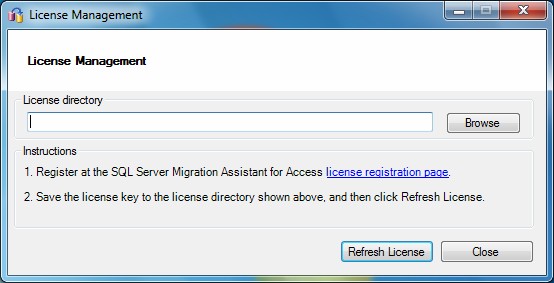 License Management
License Management
License directory
Browse
Instructions
1. Register at the SQL Server Migration Assistant for Access license registration page.
2. Save the license key to the license directory shown above, and then click Refresh License.
Refresh License Close